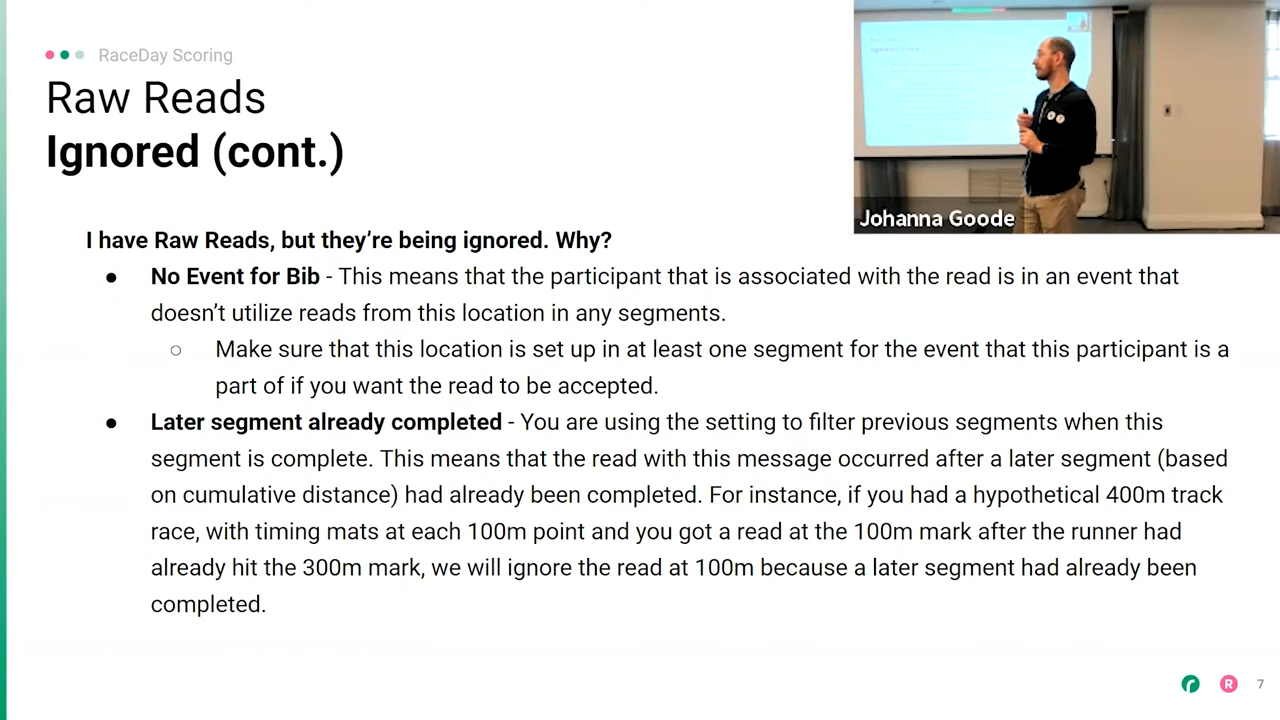 RaceDay Scoring
Raw Reads
Ignored (cont.)
Johanna Goode
I have Raw Reads, but they’re being ignored. Why?
● No Event for Bib - This means that the participant that is associated with the read is in an event that
doesn’t utilize reads from this location in any segments.
○ Make sure that this location is set up in at least one segment for the event that this participant is a
part of if you want the read to be accepted.
● Later segment already completed - You are using the setting to filter previous segments when this
segment is complete. This means that the read with this message occurred after a later segment (based
on cumulative distance) had already been completed. For instance, if you had a hypothetical 400m track
race, with timing mats at each 100m point and you got a read at the 100m mark after the runner had
already hit the 300m mark, we will ignore the read at 100m because a later segment had already been
completed.
R
7